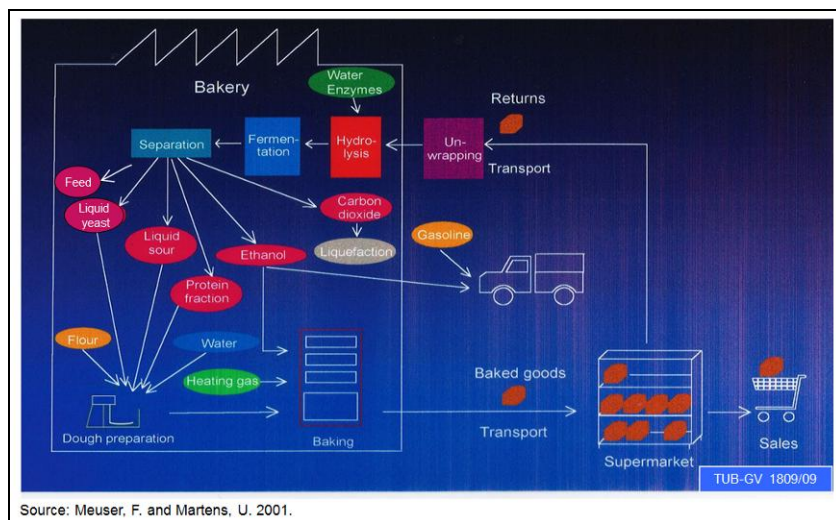 Bakery
Water
Enzymes
Returns
Separation
Fermen-
tation
Hydro-
lysis
Un-
wrapping
Transport
Feed
Liquid
yeast
Liquid
sour
Carbon
dioxide
Ethanol
Liquefaction
Gasoline
Protein
fraction
Flour
Water
Heating gas
Baked goods
Dough preparation
Baking
Transport
Supermarket
Sales
TUB-GV 1809/09
Source: Meuser, F. and Martens, U. 2001.